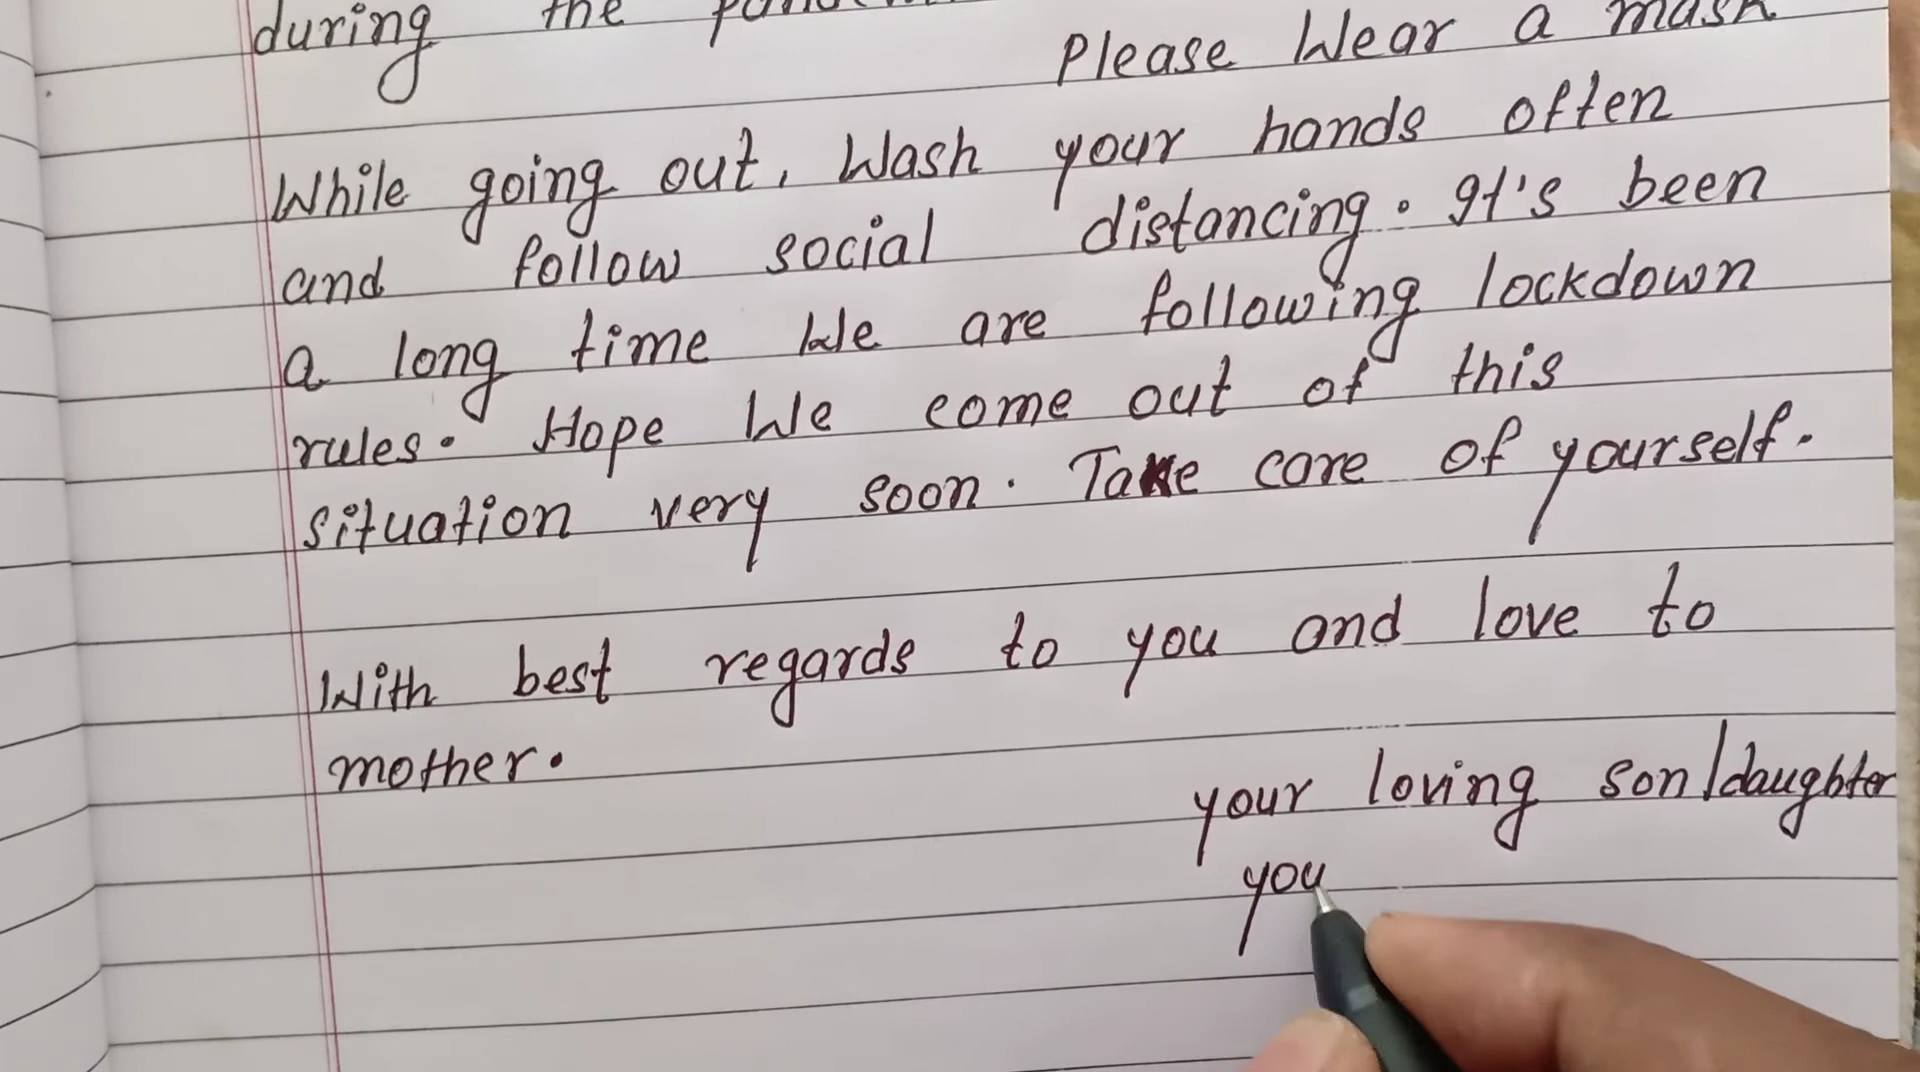 during the
Please Wear a mask
While going out, Wash your hands often
and follow social distancing. It's been
a long time We are following lockdown
rules. Hope We come out of this
situation very soon. Take care of yourself.
With best regards to you and love to
mother.
your loving son/daughter
you